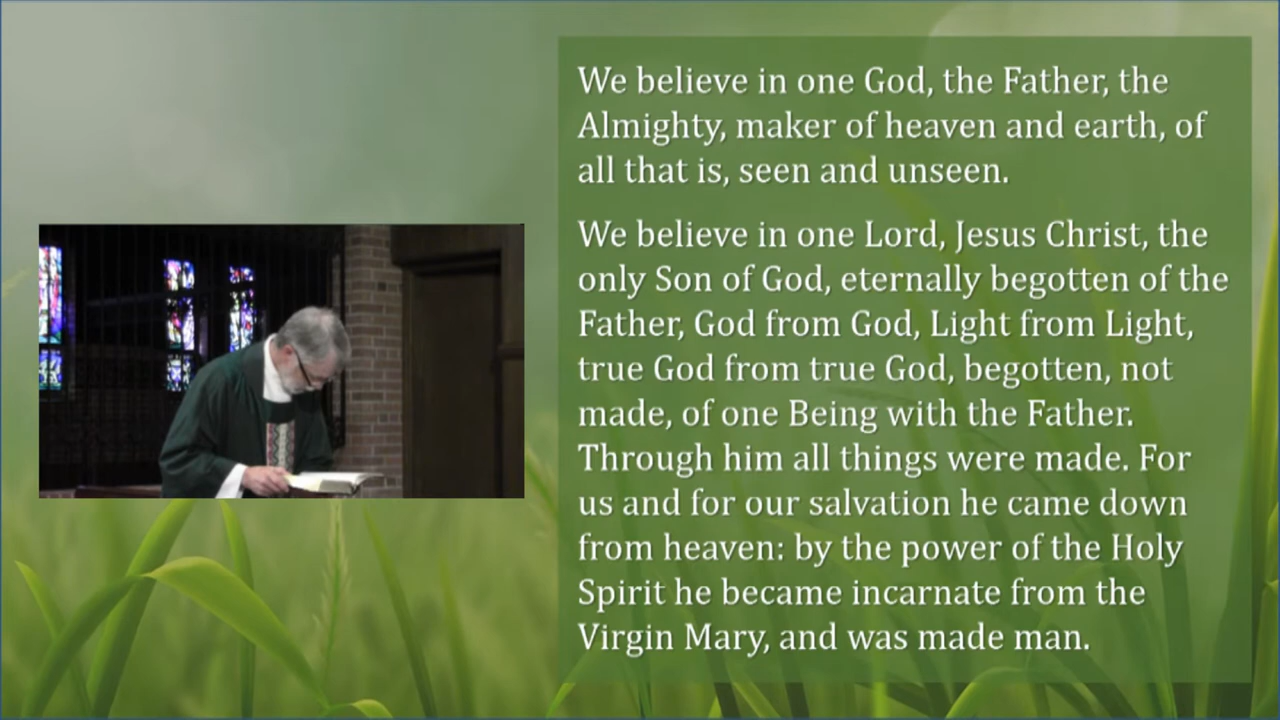 We believe in one God, the Father, the
Almighty, maker of heaven and earth, of
all that is, seen and unseen.
We believe in one Lord, Jesus Christ, the
only Son of God, eternally begotten of the
Father, God from God, Light from Light,
true God from true God, begotten, not
made, of one Being with the Father.
Through him all things were made. For
us and for our salvation he came down
from heaven: by the power of the Holy
Spirit he became incarnate from the
Virgin Mary, and was made man.